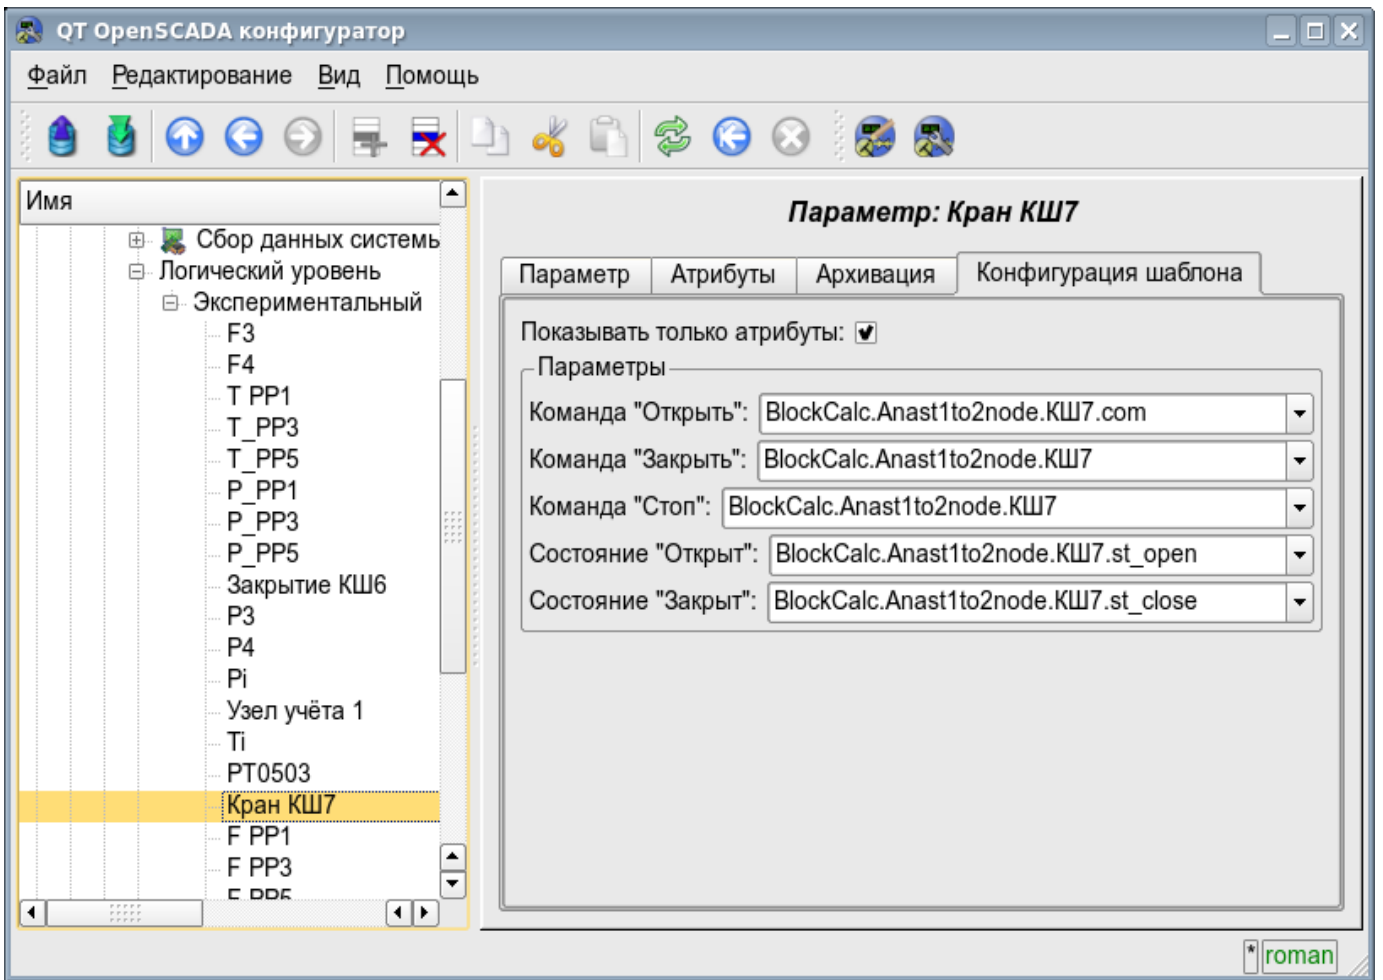 QT OpenSCADA конфигуратор
Файл Редактирование Вид Помощь
Имя
Сбор данных системы
Логический уровень
Экспериментальный
F3
F4
T PP1
T_PP3
T_PP5
P_PP1
P_PP3
P_PP5
Закрытие КШ6
P3
P4
Pi
Узел учёта 1
Ti
PT0503
Кран КШ7
F PP1
F PP3
F PP5
Параметр: Кран КШ7
Параметр Атрибуты Архивация Конфигурация шаблона
Показывать только атрибуты:
Параметры
Команда "Открыть": BlockCalc.Anast1to2node.КШ7.com
Команда "Закрыть": BlockCalc.Anast1to2node.КШ7
Команда "Стоп": BlockCalc.Anast1to2node.КШ7
Состояние "Открыт": BlockCalc.Anast1to2node.КШ7.st_open
Состояние "Закрыт": BlockCalc.Anast1to2node.КШ7.st_close
* roman